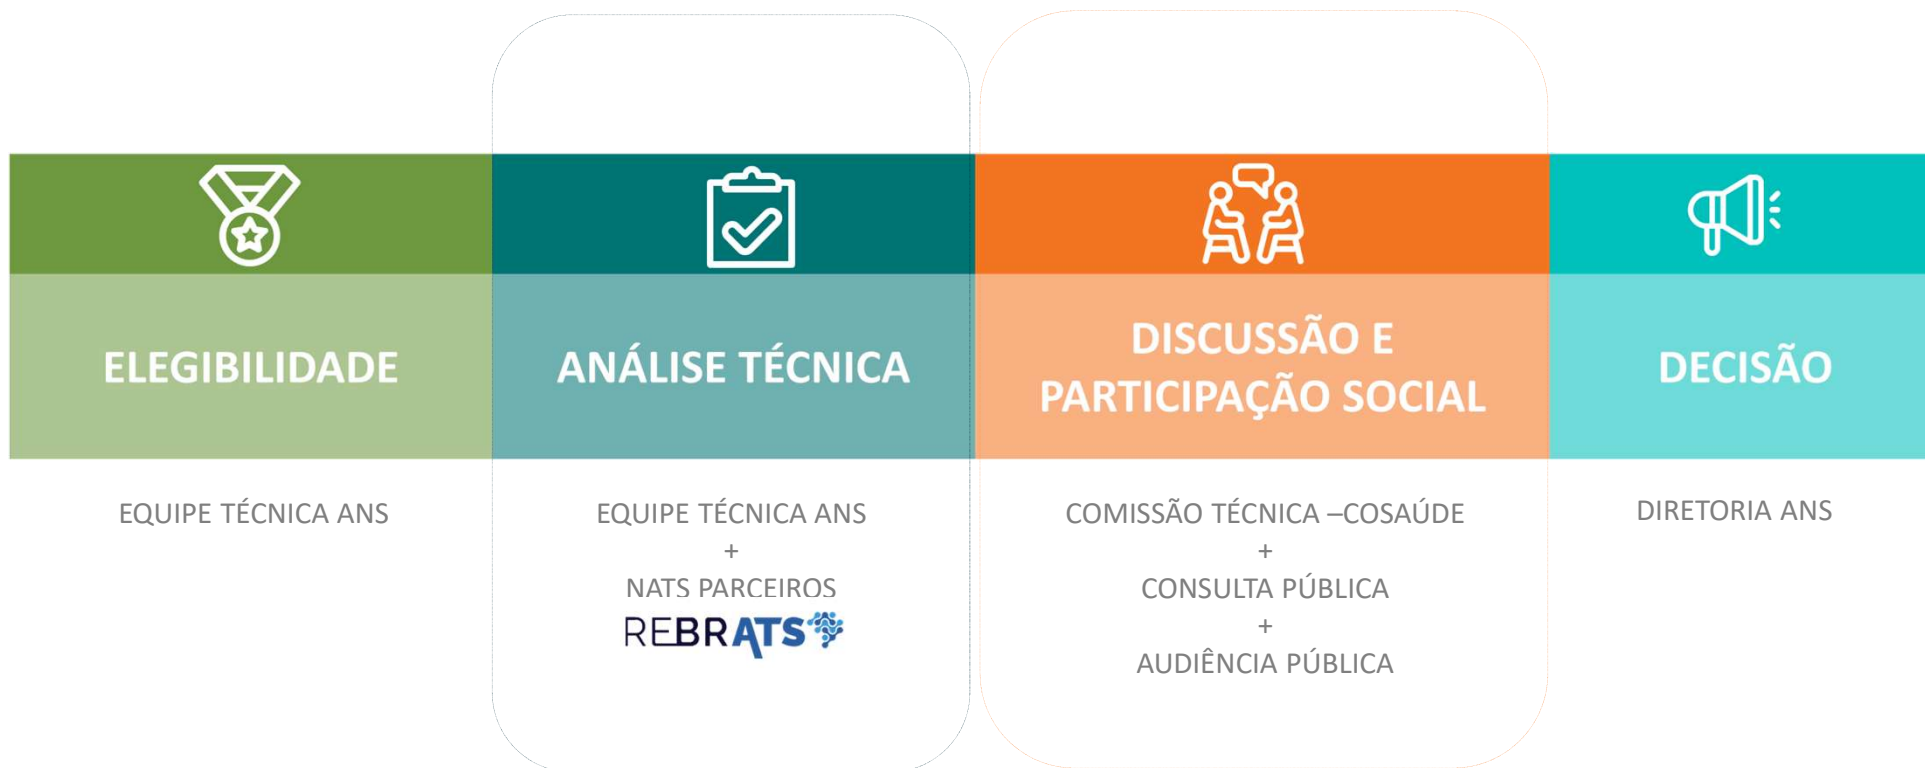 ELEGIBILIDADE
EQUIPE TÉCNICA ANS
ANÁLISE TÉCNICA
EQUIPE TÉCNICA ANS
+
NATS PARCEIROS
REBRATS
DISCUSSÃO E
PARTICIPAÇÃO SOCIAL
COMISSÃO TÉCNICA –COSAÚDE
+
CONSULTA PÚBLICA
+
AUDIÊNCIA PÚBLICA
DECISÃO
DIRETORIA ANS